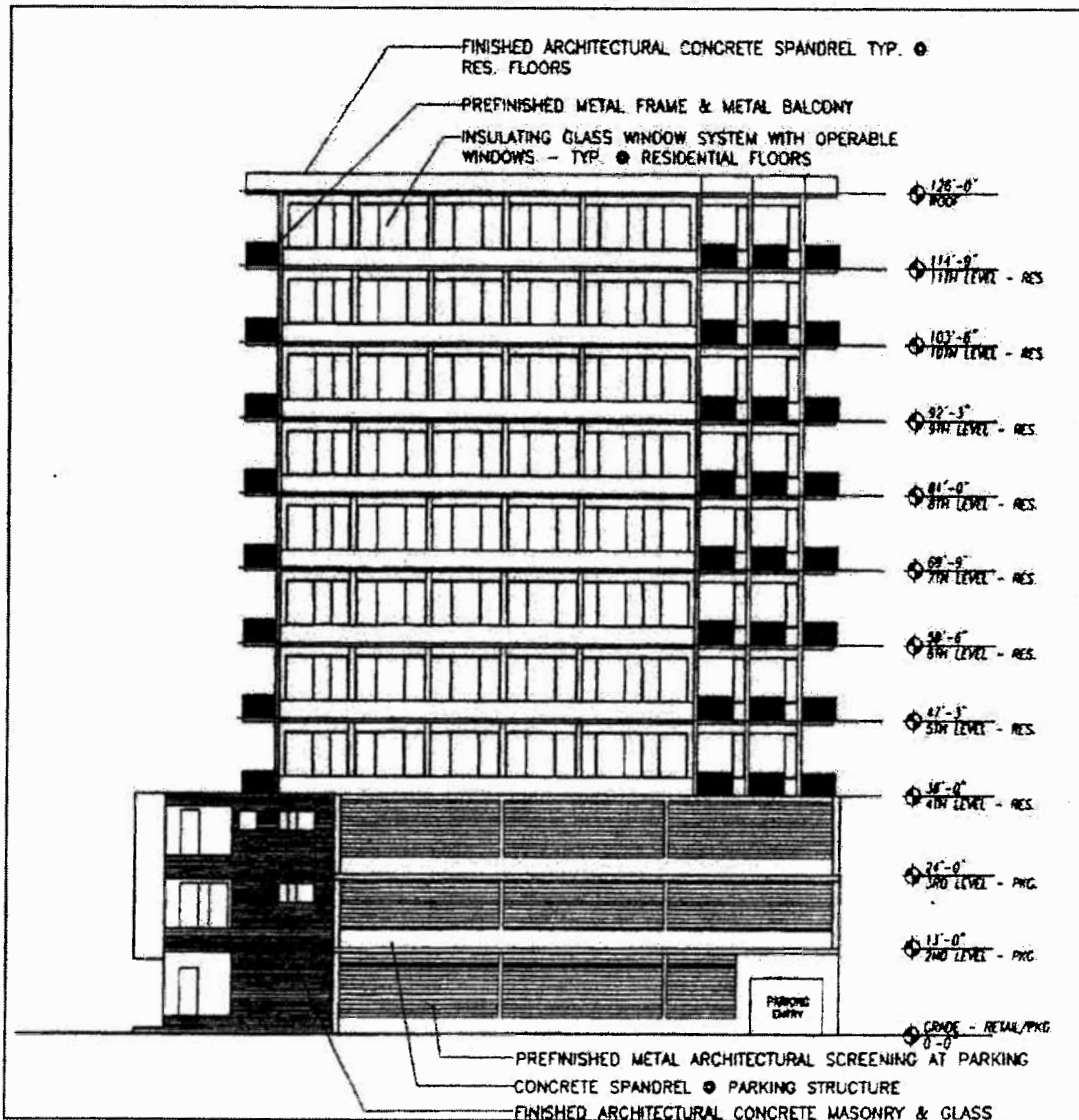 FINISHED ARCHITECTURAL CONCRETE SPANDREL TYP. @
RES. FLOORS
PREFINISHED METAL FRAME & METAL BALCONY
INSULATING GLASS WINDOW SYSTEM WITH OPERABLE
WINDOWS - TYP. @ RESIDENTIAL FLOORS
126'-0"
ROOF
114'-9"
11TH LEVEL - RES.
103'-6"
10TH LEVEL - RES.
92'-3"
9TH LEVEL - RES.
81'-0"
8TH LEVEL - RES.
69'-9"
7TH LEVEL - RES.
58'-6"
6TH LEVEL - RES.
47'-3"
5TH LEVEL - RES.
36'-0"
4TH LEVEL - RES.
24'-0"
3RD LEVEL - PKG.
13'-0"
2ND LEVEL - PKG.
PARKING
ENTRY
GRADE - RETAIL/PKG.
0'-0"
PREFINISHED METAL ARCHITECTURAL SCREENING AT PARKING
CONCRETE SPANDREL @ PARKING STRUCTURE
FINISHED ARCHITECTURAL CONCRETE MASONRY & GLASS